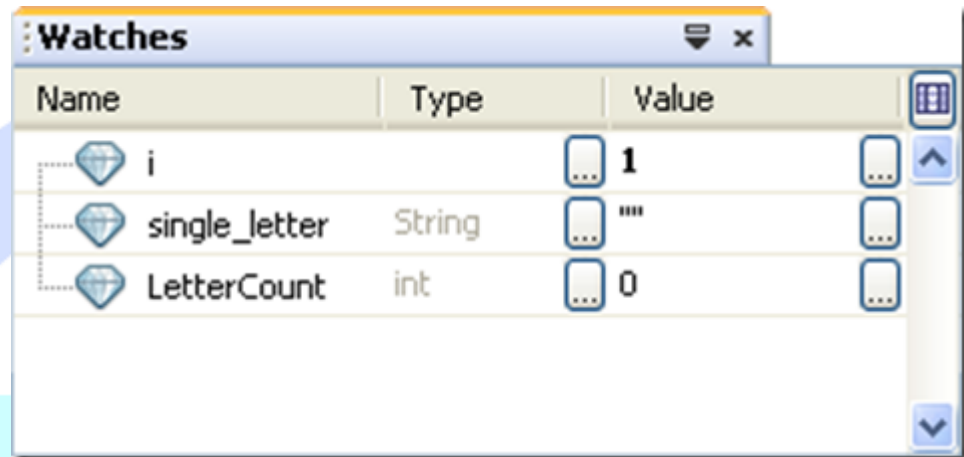 Watches
Name Type Value
i ... 1 ...
single_letter String ... "" ...
LetterCount int ... 0 ...